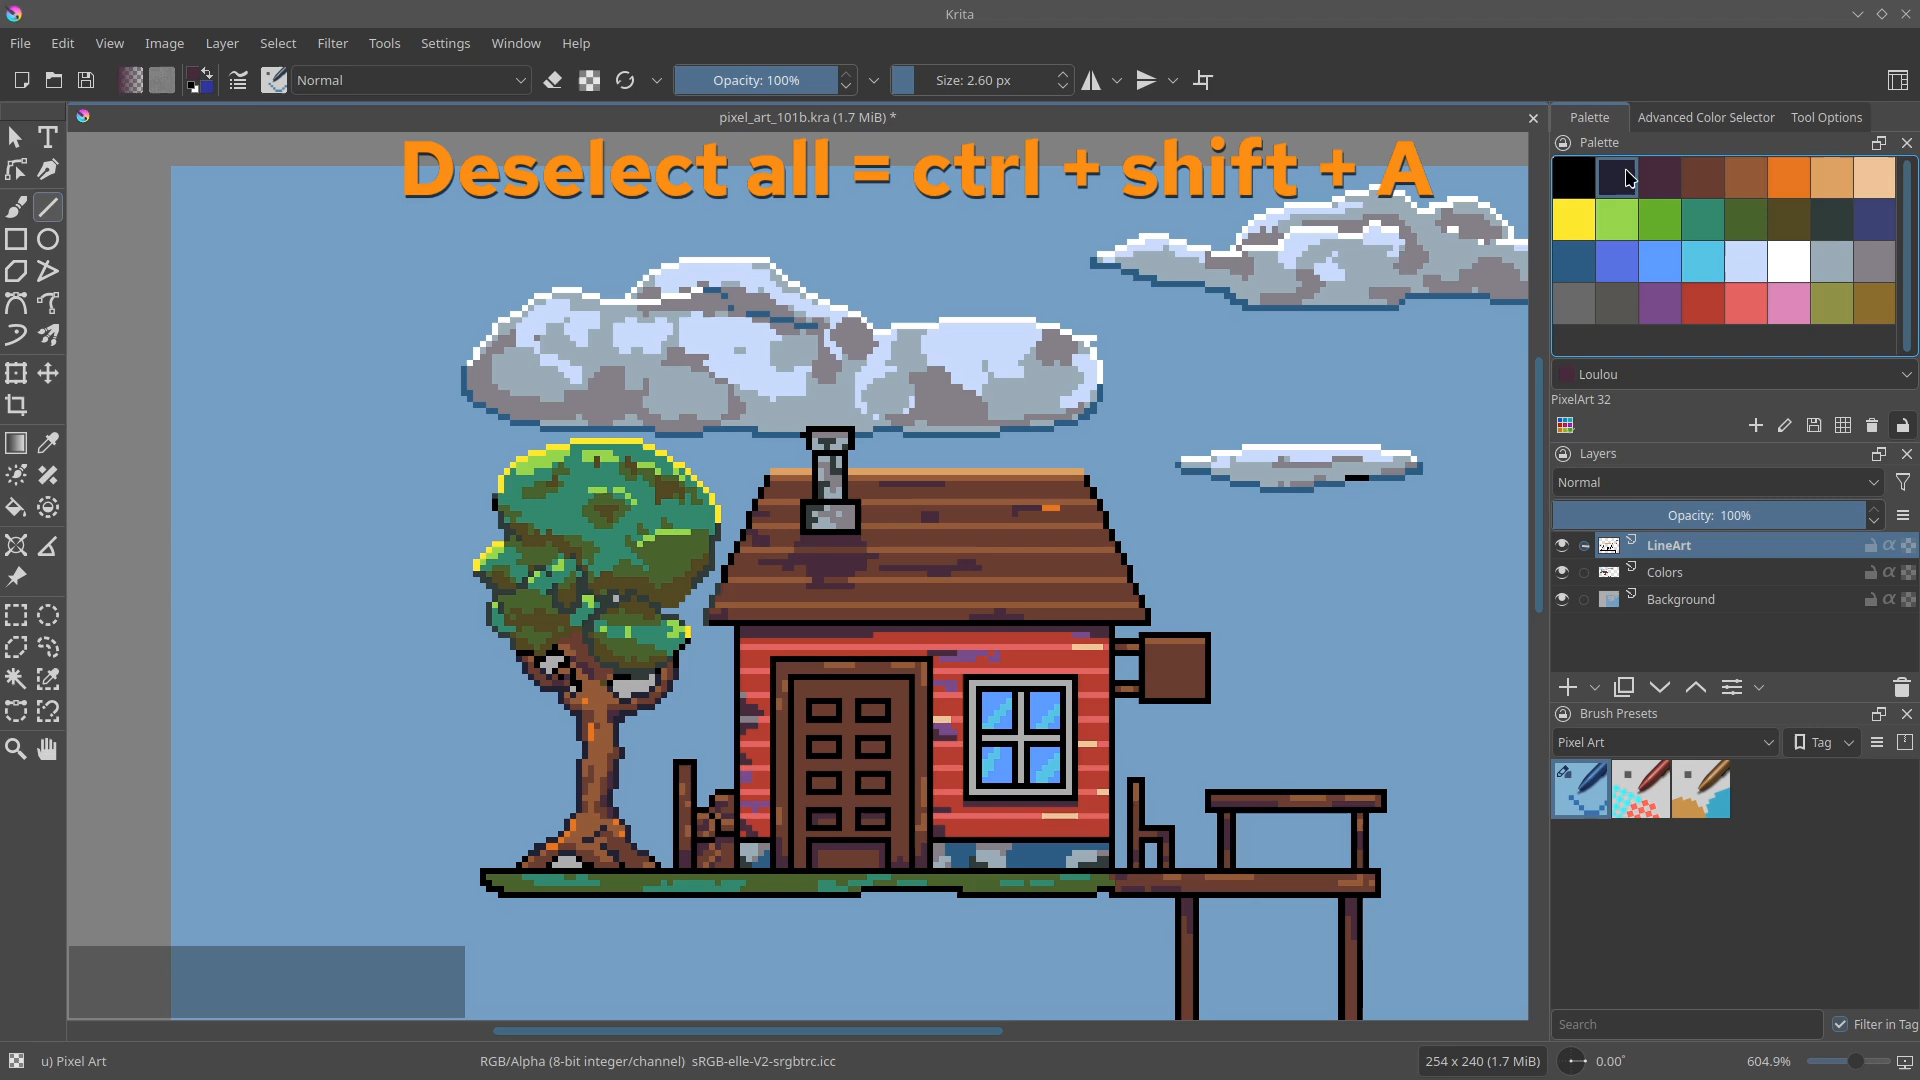 Krita
File Edit View Image Layer Select Filter Tools Settings Window Help
Normal Opacity: 100% Size: 2.60 px
pixel_art_101b.kra (1.7 MiB) *
Palette Advanced Color Selector Tool Options
Palette
Deselect all = ctrl + shift + A
Loulou
PixelArt 32
Layers
Normal
Opacity: 100%
LineArt
Colors
Background
Brush Presets
Pixel Art Tag
Search Filter in Tag
u) Pixel Art RGB/Alpha (8-bit integer/channel) sRGB-elle-V2-srgbtrc.icc 254 x 240 (1.7 MiB) 0.00° 604.9%